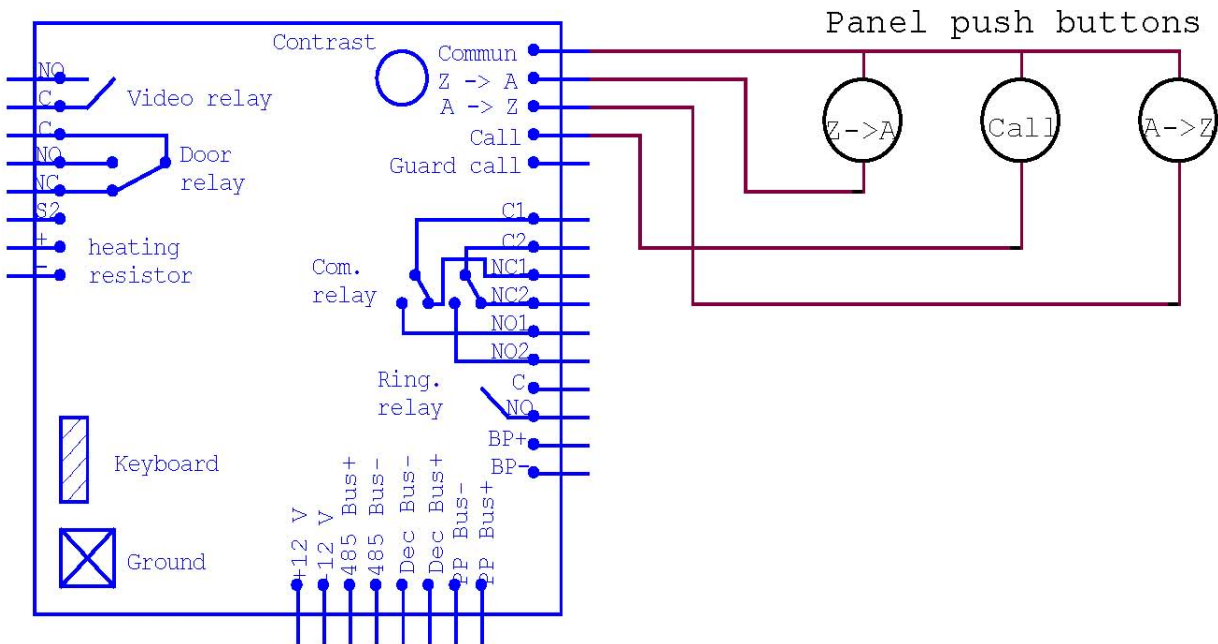 Panel push buttons
Contrast
Commun
Z -> A
A -> Z
Call
Guard call
NO
C
Video relay
C
NO
NC
Door
relay
S2
+
-
heating
resistor
C1
C2
NC1
NC2
NO1
NO2
Com.
relay
C
NO
Ring.
relay
BP+
BP-
Keyboard
Ground
+12 V
-12 V
485 Bus+
485 Bus-
Dec Bus-
Dec Bus+
PP Bus-
PP Bus+
Z->A
Call
A->Z